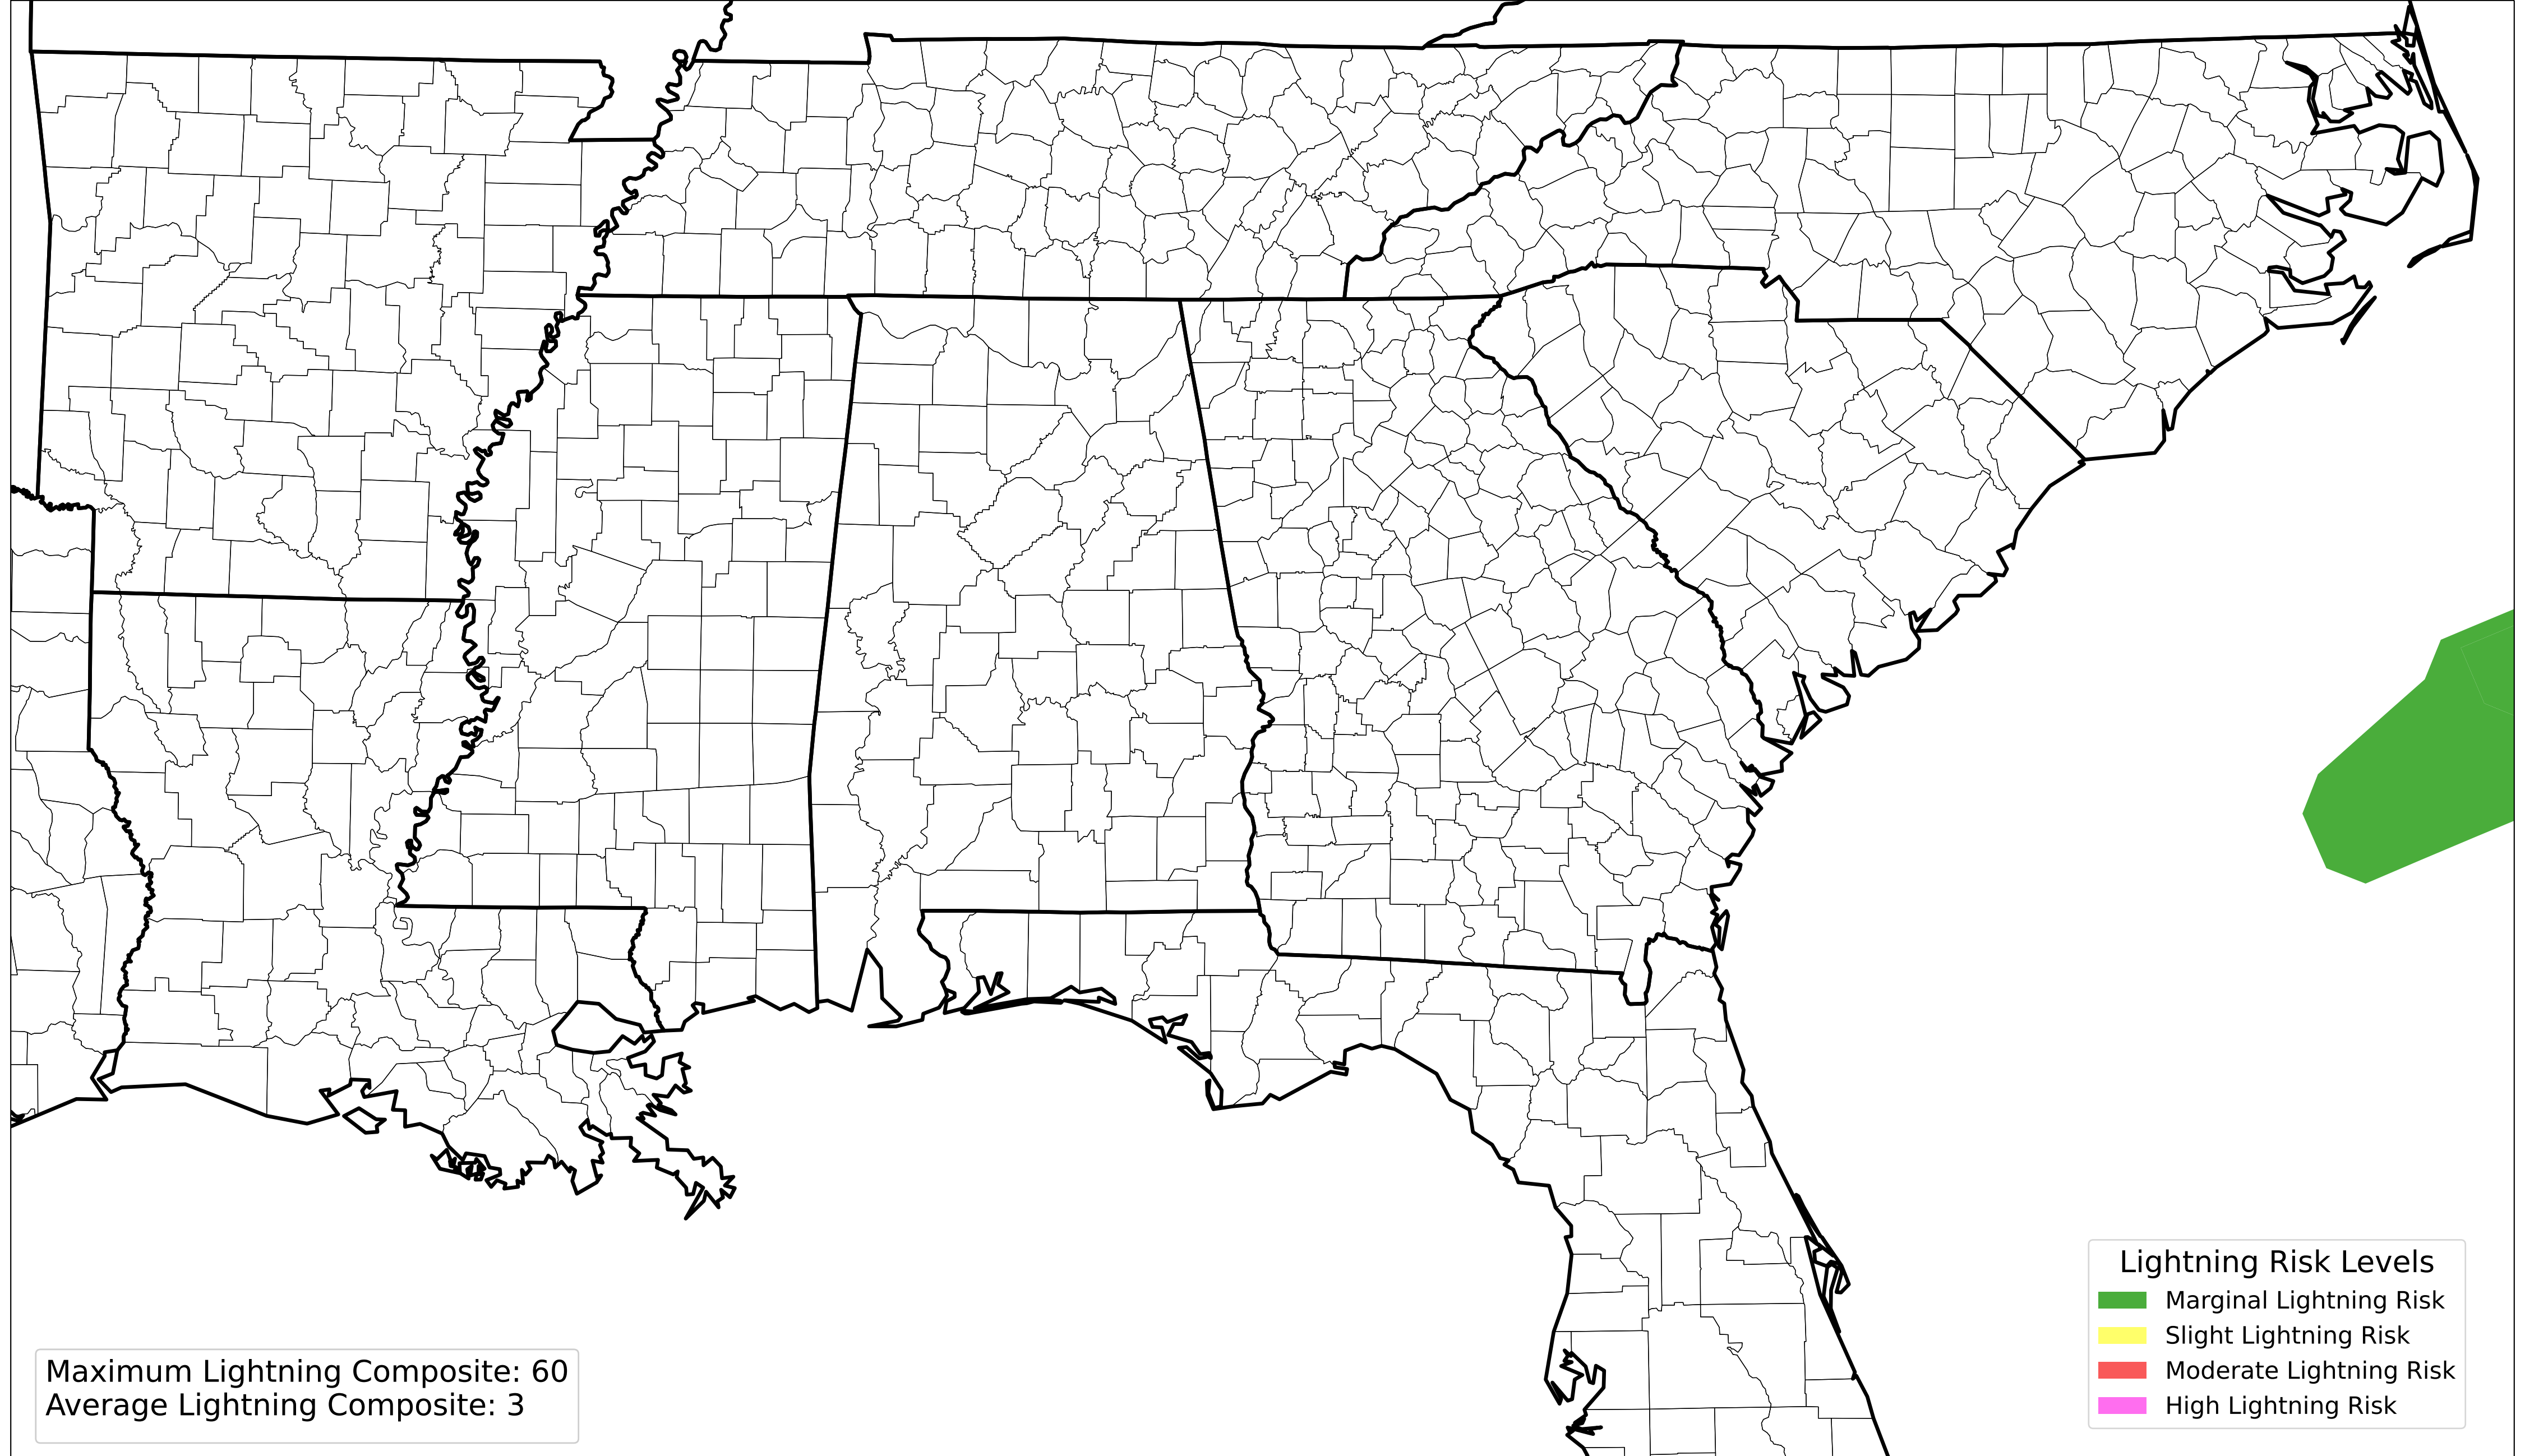 Lightning Risk Levels
Marginal Lightning Risk
Slight Lightning Risk
Moderate Lightning Risk
High Lightning Risk
Maximum Lightning Composite: 60
Average Lightning Composite: 3